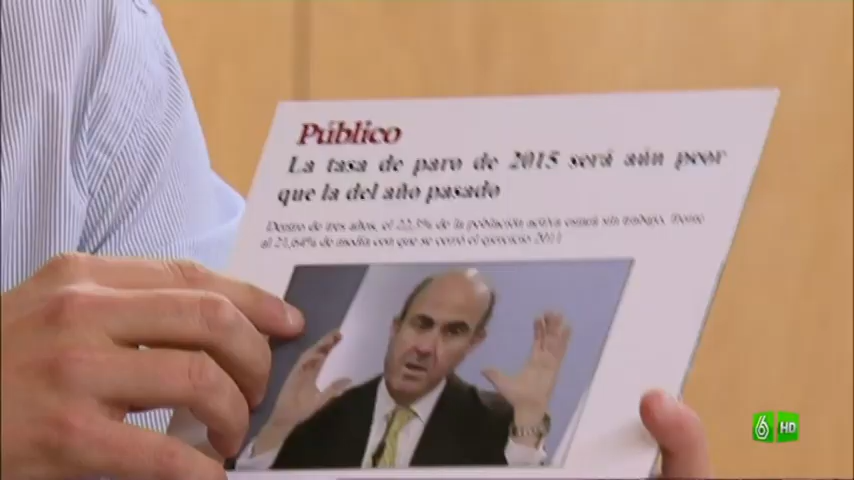 Público
La tasa de paro de 2015 será aún peor
que la del año pasado
Dentro de tres años, el 22,3% de la población activa estará sin trabajo, frente
al 21,64% de media con que se cerró el ejercicio 2011
6 HD